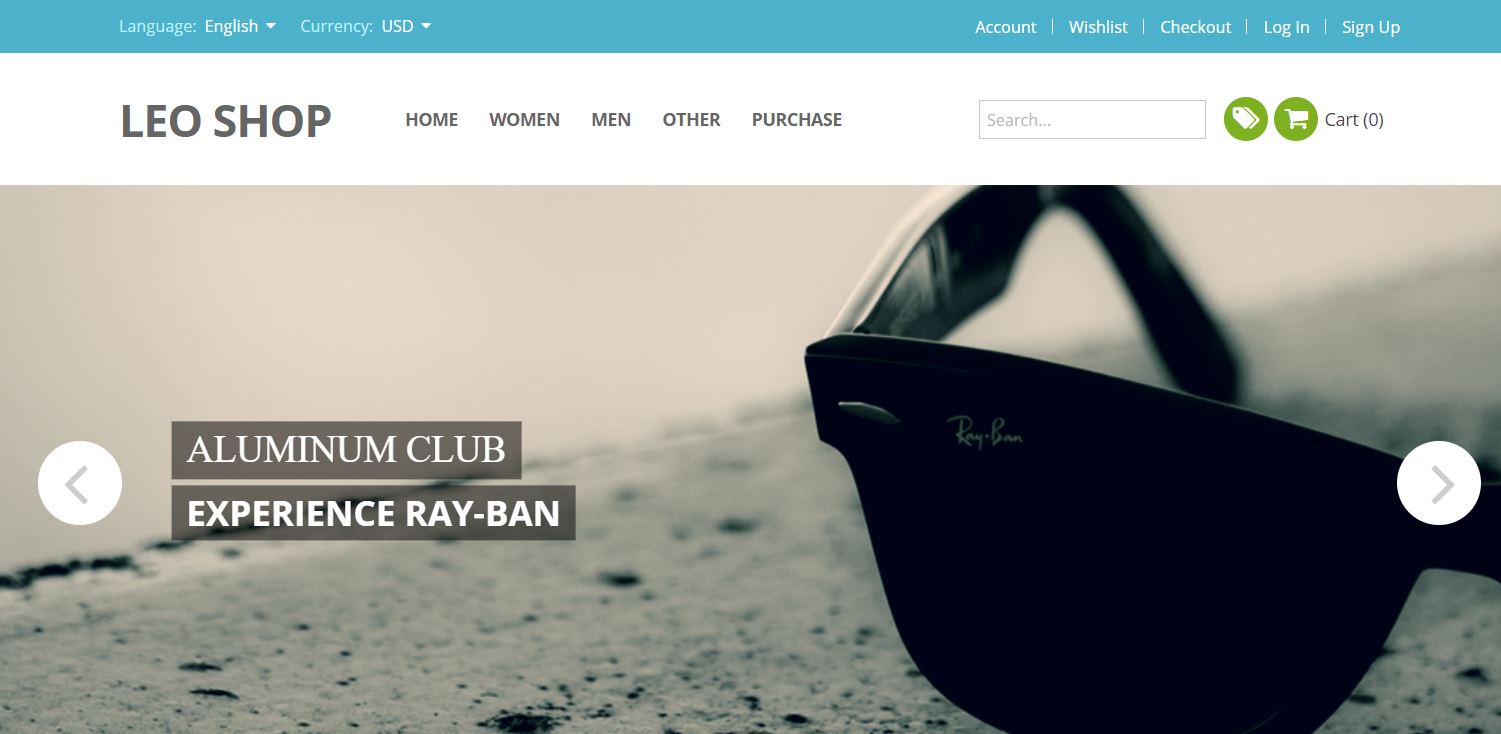 Language: English Currency: USD Account Wishlist Checkout Log In Sign Up
LEO SHOP HOME WOMEN MEN OTHER PURCHASE Search... Cart (0)
Ray-Ban
ALUMINUM CLUB
EXPERIENCE RAY-BAN